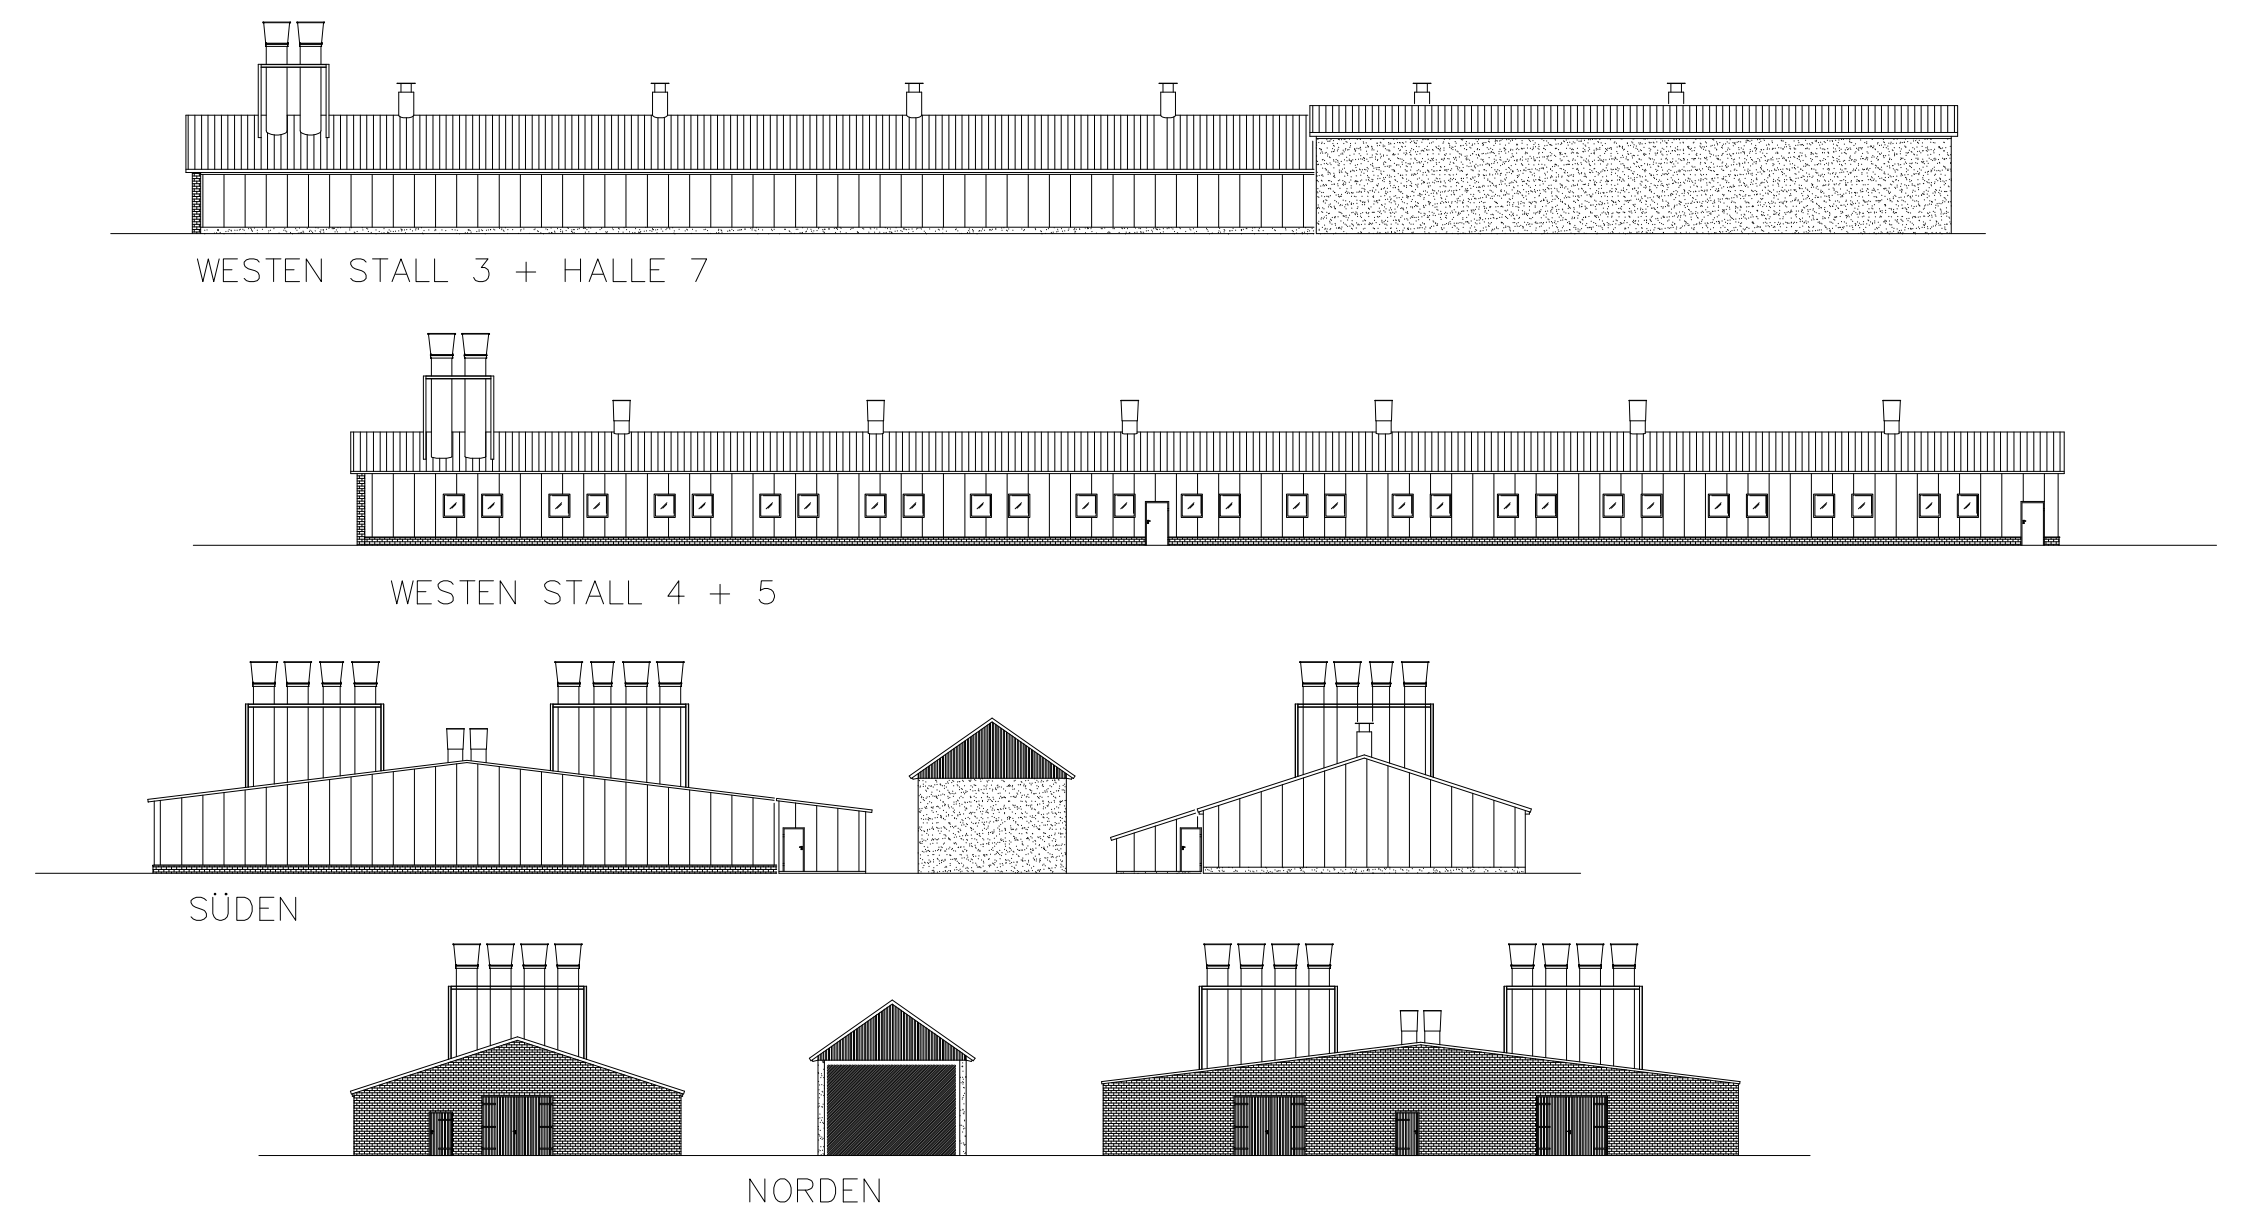 WESTEN STALL 3 + HALLE 7
WESTEN STALL 4 + 5
SÜDEN
NORDEN